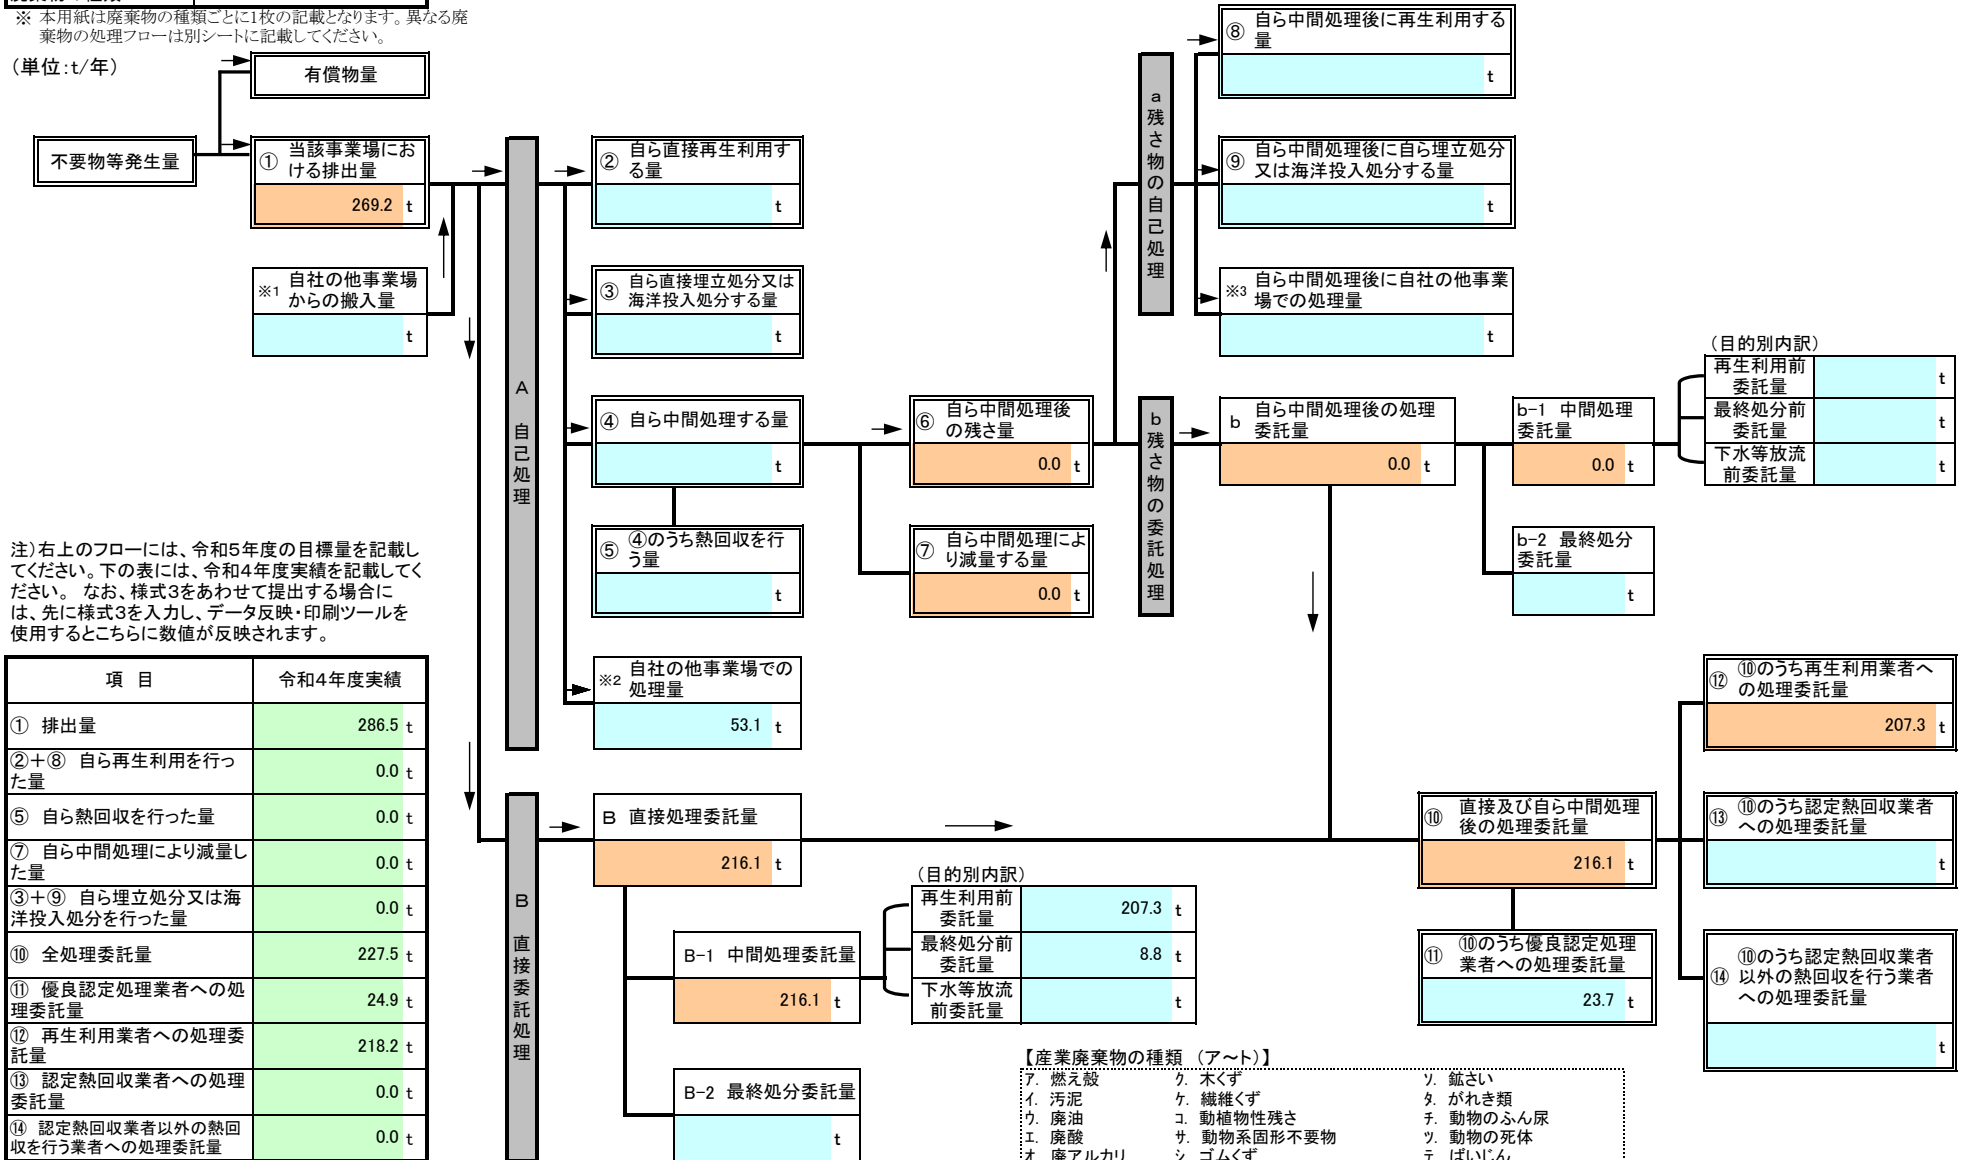 ※ 本用紙は廃棄物の種類ごとに1枚の記載となります。異なる廃
棄物の処理フローは別シートに記載してください。
（単位：t/年）
有償物量
不要物等発生量
① 当該事業場にお
ける排出量
269.2 t
※1 自社の他事業場
からの搬入量
t
A 自己処理
② 自ら直接再生利用す
る量
t
③ 自ら直接埋立処分又は
海洋投入処分する量
t
④ 自ら中間処理する量
t
⑤ ④のうち熱回収を行
う量
t
※2 自社の他事業場での
処理量
53.1 t
⑥ 自ら中間処理後
の残さ量
0.0 t
⑦ 自ら中間処理によ
り減量する量
0.0 t
a 残さ物の自己処理
⑧ 自ら中間処理後に再生利用する
量
t
⑨ 自ら中間処理後に自ら埋立処分
又は海洋投入処分する量
t
※3 自ら中間処理後に自社の他事業
場での処理量
t
b 残さ物の委託処理
b 自ら中間処理後の処理
委託量
0.0 t
b-1 中間処理
委託量
0.0 t
（目的別内訳）
再生利用前
委託量
t
最終処分前
委託量
t
下水等放流
前委託量
t
b-2 最終処分
委託量
t
注）右上のフローには、令和5年度の目標量を記載し
てください。下の表には、令和4年度実績を記載してく
ださい。 なお、様式3をあわせて提出する場合に
は、先に様式3を入力し、データ反映・印刷ツールを
使用するとこちらに数値が反映されます。
項 目 令和4年度実績
① 排出量 286.5 t
②＋⑧ 自ら再生利用を行っ
た量 0.0 t
⑤ 自ら熱回収を行った量 0.0 t
⑦ 自ら中間処理により減量し
た量 0.0 t
③＋⑨ 自ら埋立処分又は海
洋投入処分を行った量 0.0 t
⑩ 全処理委託量 227.5 t
⑪ 優良認定処理業者への処
理委託量 24.9 t
⑫ 再生利用業者への処理委
託量 218.2 t
⑬ 認定熱回収業者への処理
委託量 0.0 t
⑭ 認定熱回収業者以外の熱回
収を行う業者への処理委託量 0.0 t
B 直接委託処理
B 直接処理委託量
216.1 t
B-1 中間処理委託量
216.1 t
（目的別内訳）
再生利用前
委託量
207.3 t
最終処分前
委託量
8.8 t
下水等放流
前委託量
t
B-2 最終処分委託量
t
⑩ 直接及び自ら中間処理
後の処理委託量
216.1 t
⑪ ⑩のうち優良認定処理
業者への処理委託量
23.7 t
⑫ ⑩のうち再生利用業者へ
の処理委託量
207.3 t
⑬ ⑩のうち認定熱回収業者
への処理委託量
t
⑭ ⑩のうち認定熱回収業者
以外の熱回収を行う業者
への処理委託量
t
【産業廃棄物の種類 （ア～ト）】
ア. 燃え殻 ク. 木くず ソ. 鉱さい
イ. 汚泥 ケ. 繊維くず タ. がれき類
ウ. 廃油 コ. 動植物性残さ チ. 動物のふん尿
エ. 廃酸 サ. 動物系固形不要物 ツ. 動物の死体
オ. 廃アルカリ シ. ゴムくず テ. ばいじん